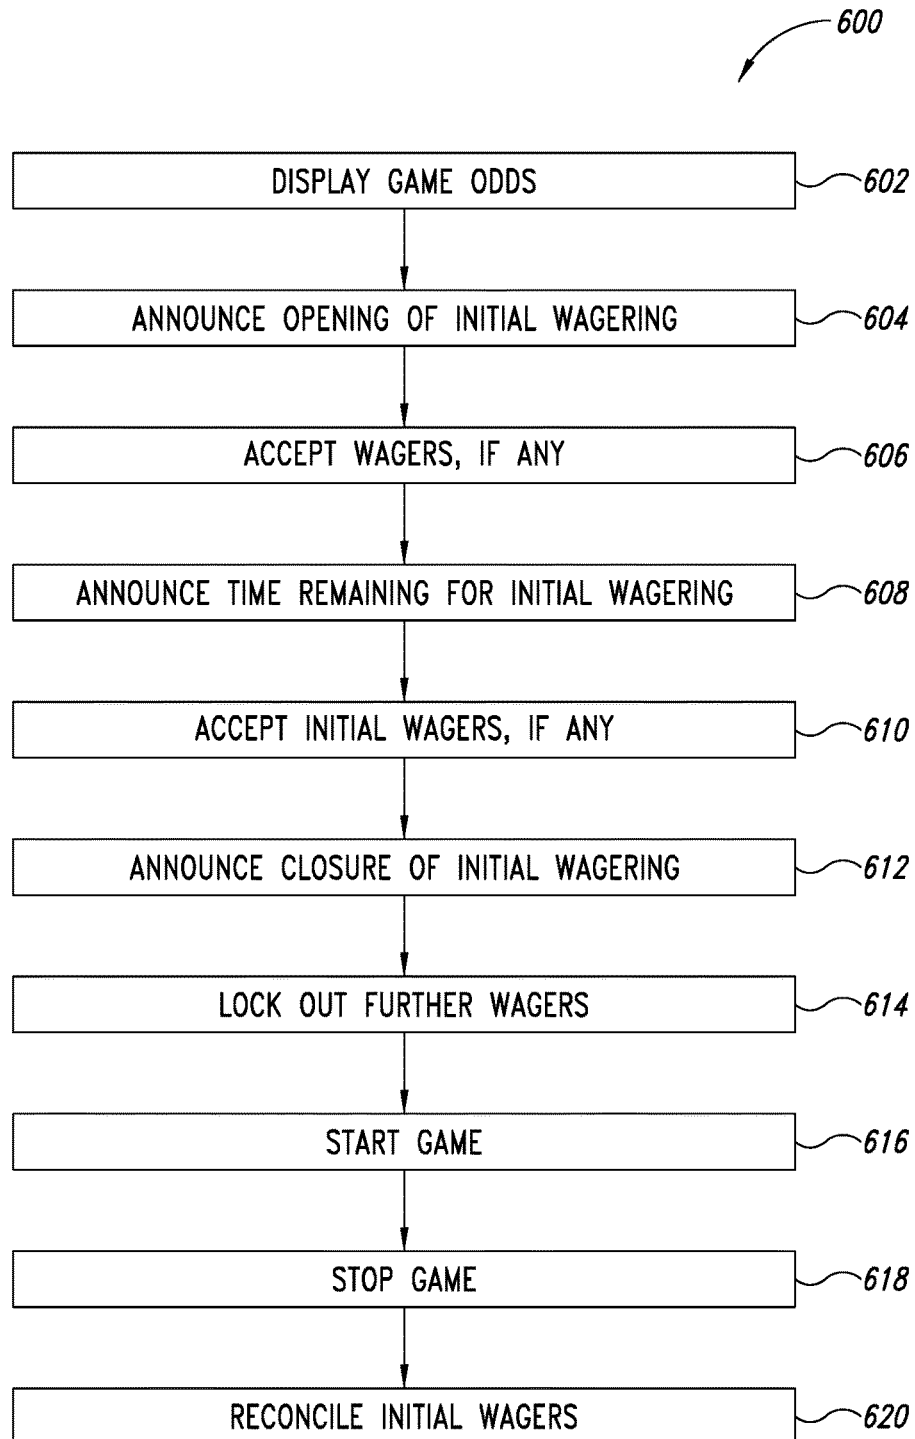 600
DISPLAY GAME ODDS 602
ANNOUNCE OPENING OF INITIAL WAGERING 604
ACCEPT WAGERS, IF ANY 606
ANNOUNCE TIME REMAINING FOR INITIAL WAGERING 608
ACCEPT INITIAL WAGERS, IF ANY 610
ANNOUNCE CLOSURE OF INITIAL WAGERING 612
LOCK OUT FURTHER WAGERS 614
START GAME 616
STOP GAME 618
RECONCILE INITIAL WAGERS 620